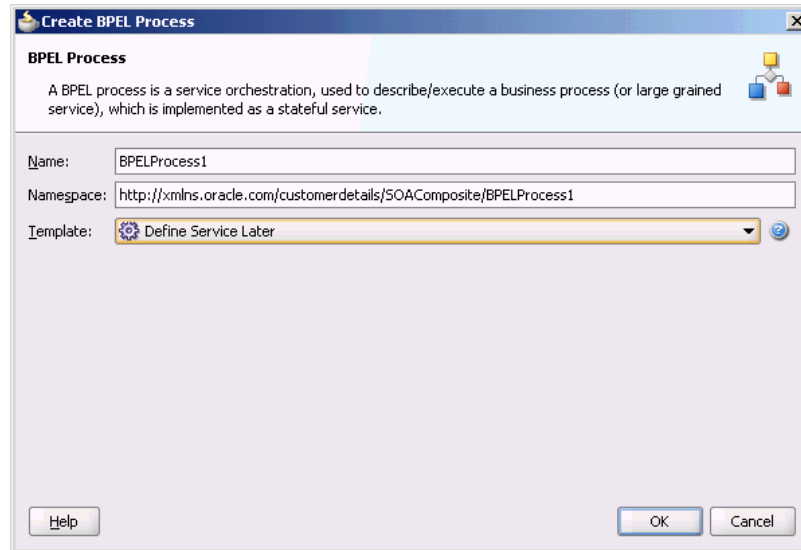 Create BPEL Process
BPEL Process
A BPEL process is a service orchestration, used to describe/execute a business process (or large grained
service), which is implemented as a stateful service.
Name: BPELProcess1
Namespace: http://xmlns.oracle.com/customerdetails/SOAComposite/BPELProcess1
Template: Define Service Later
Help OK Cancel